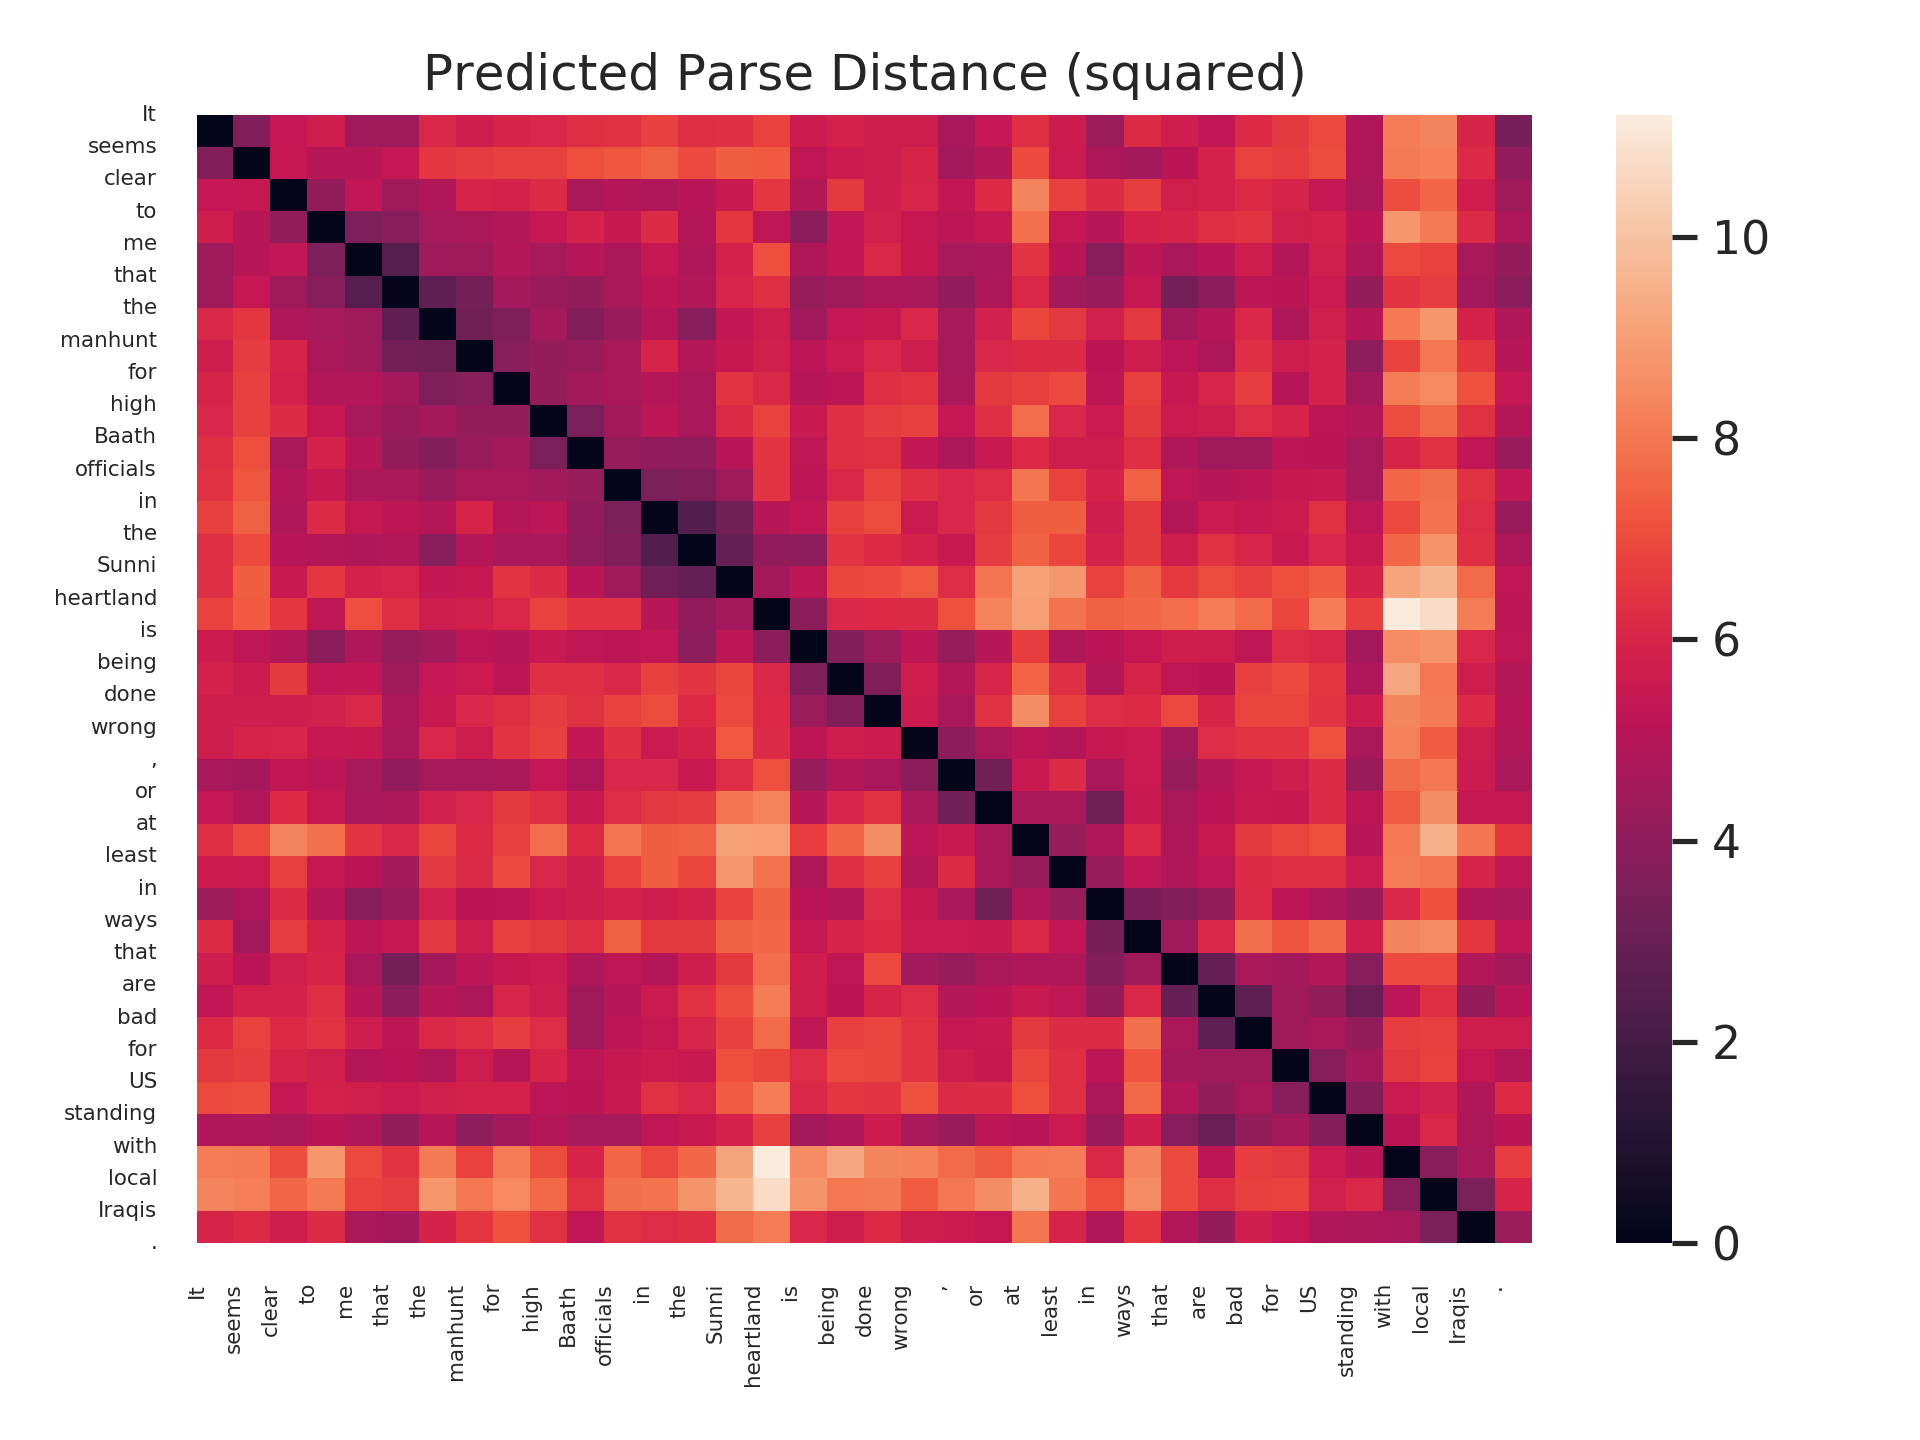 Predicted Parse Distance (squared)
It
seems
clear
to
me
that
the
manhunt
for
high
Baath
officials
in
the
Sunni
heartland
is
being
done
wrong
,
or
at
least
in
ways
that
are
bad
for
US
standing
with
local
Iraqis
.
10
8
6
4
2
0
It seems clear to me that the manhunt for high Baath officials in the Sunni heartland is being done wrong , or at least in ways that are bad for US standing with local Iraqis .